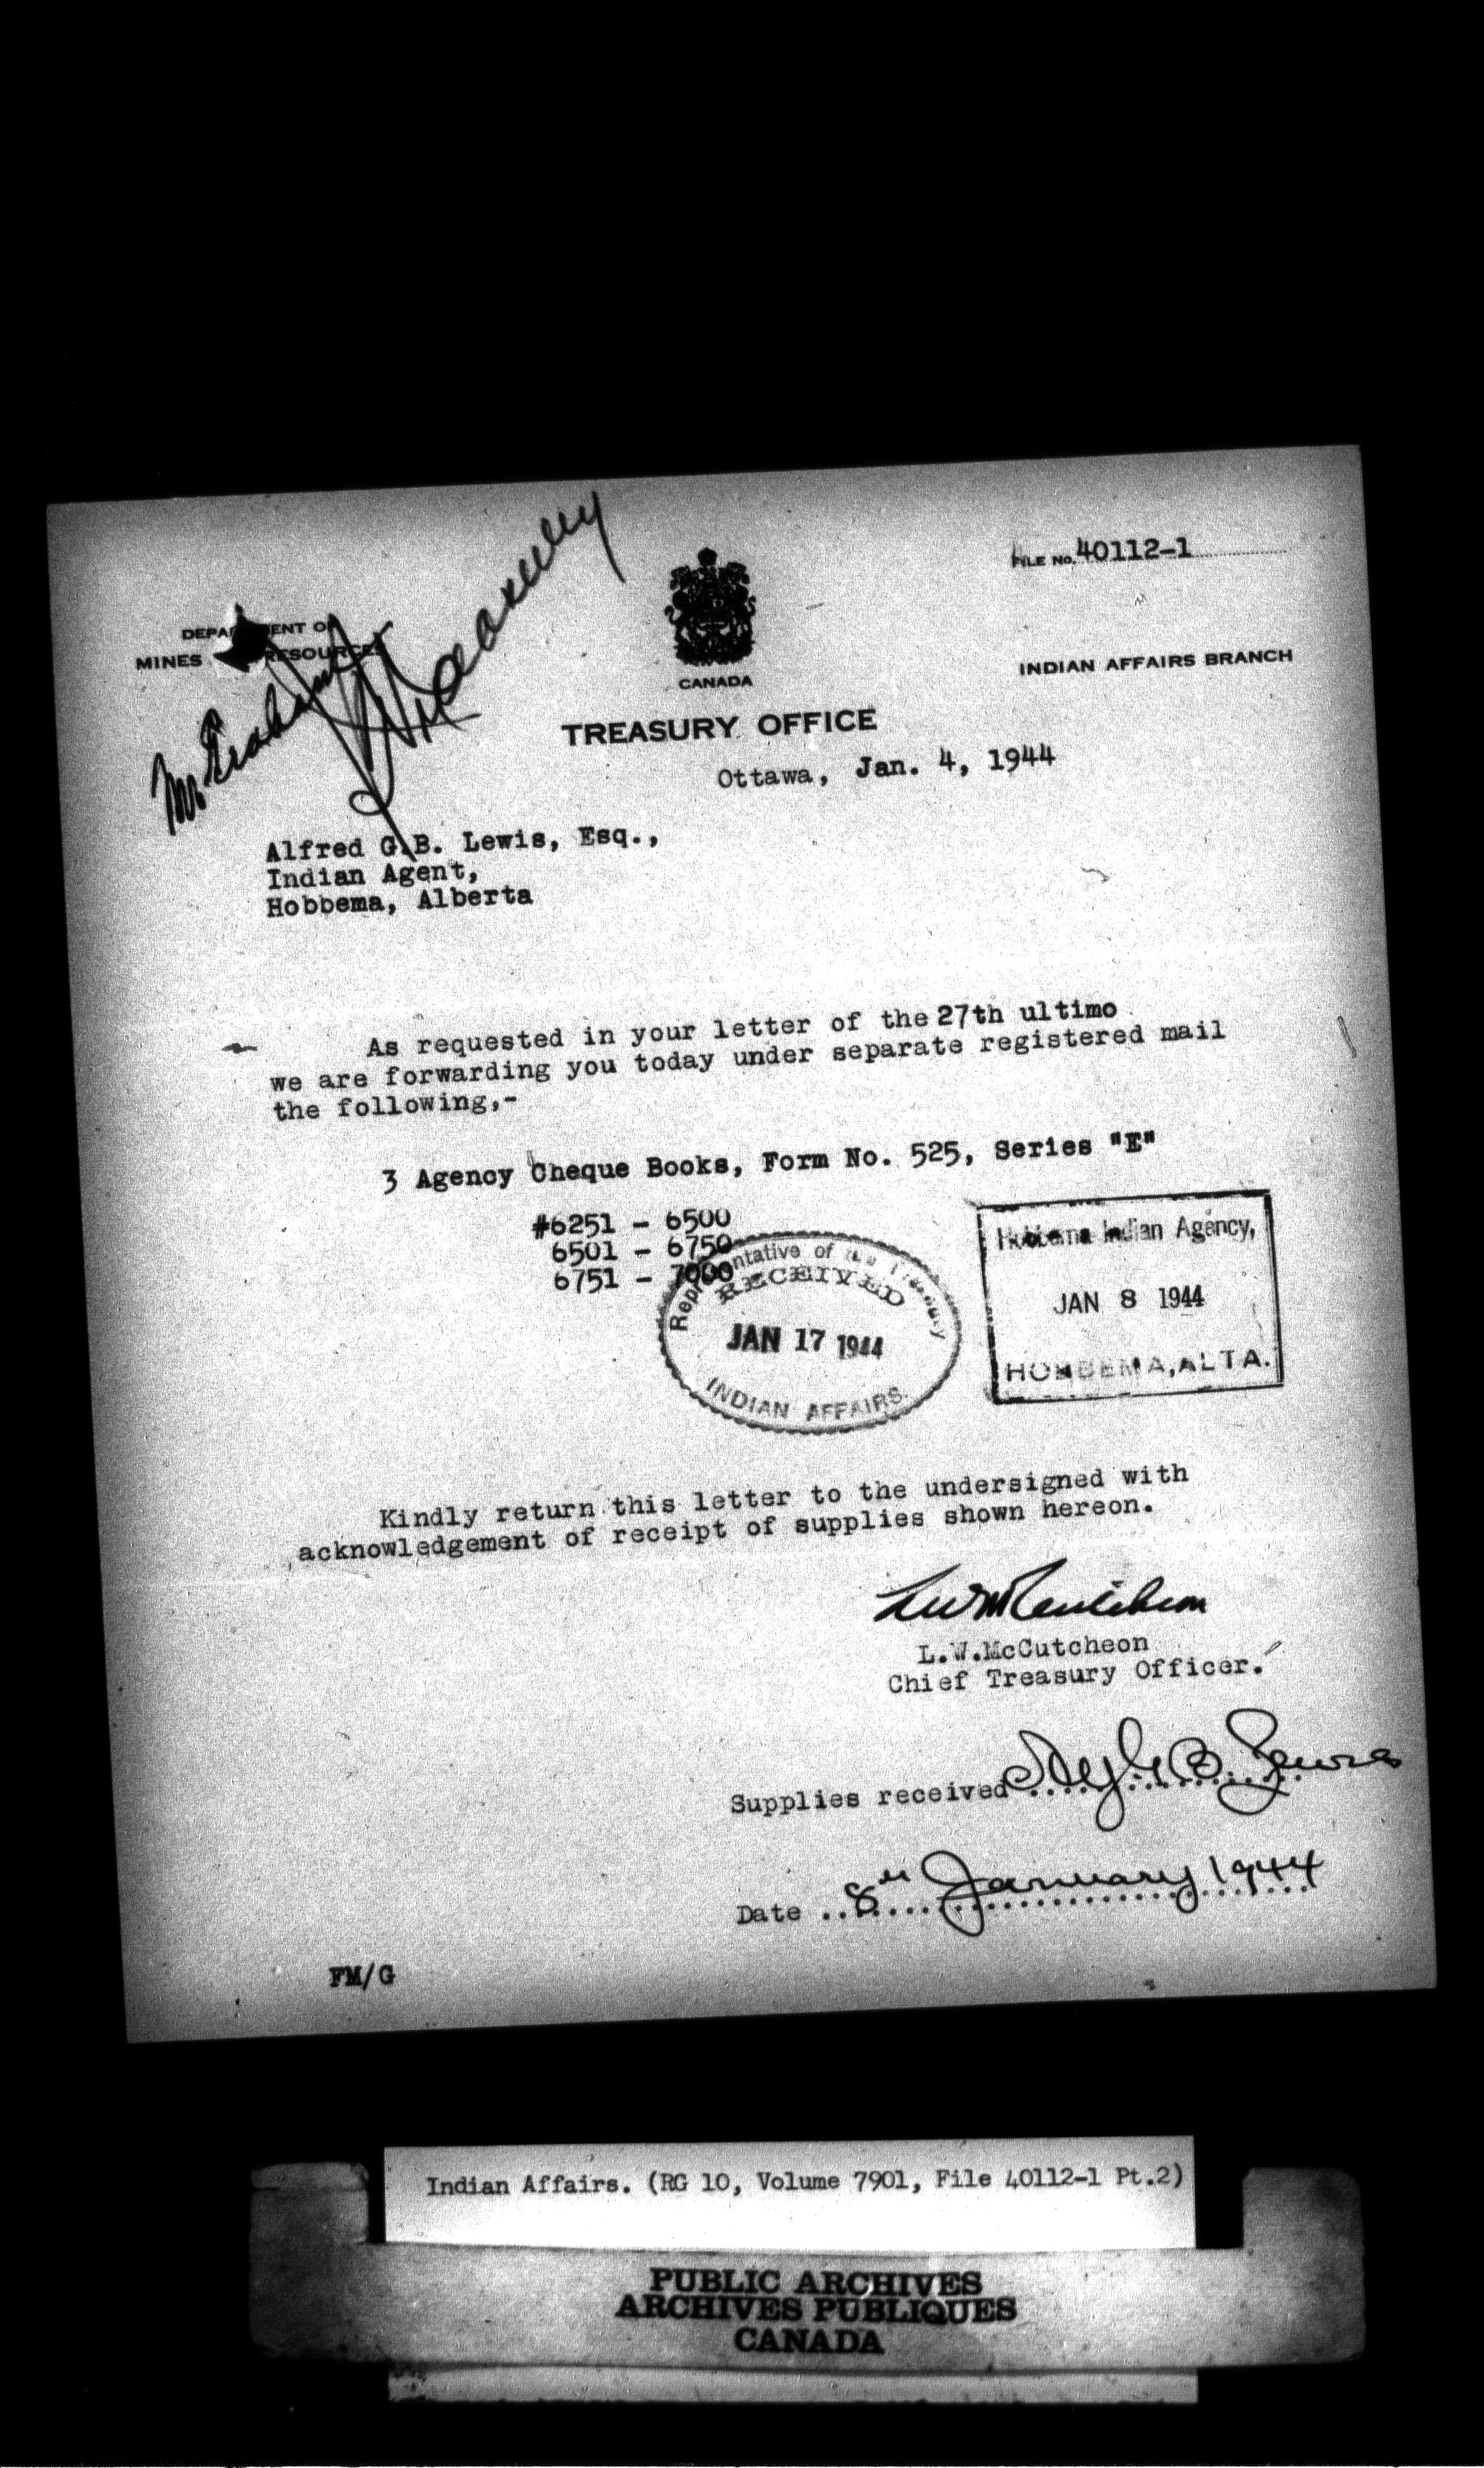 FILE NO. 40112-1
DEPARTMENT OF
MINES RESOURCES
INDIAN AFFAIRS BRANCH
CANADA
TREASURY OFFICE
Mr.
Ottawa, Jan. 4, 1944
Alfred G.B. Lewis, Esq.,
Indian Agent,
Hobbema, Alberta
As requested in your letter of the 27th ultimo
we are forwarding you today under separate registered mail
the following,-
3 Agency Cheque Books, Form No. 525, Series "E"
#6251 - 6500
6501 - 6750
6751 - 7000
Representative of the Treasury
RECEIVED
JAN 17 1944
INDIAN AFFAIRS.
Hobbema Indian Agency,
JAN 8 1944
HOBBEMA, ALTA.
Kindly return this letter to the undersigned with
acknowledgement of receipt of supplies shown hereon.
LW McCutcheon
L.W.McCutcheon
Chief Treasury Officer.
Supplies received B. Lewis
Date 8th January 1944
FM/G
Indian Affairs. (RG 10, Volume 7901, File 40112-1 Pt.2)
PUBLIC ARCHIVES
ARCHIVES PUBLIQUES
CANADA